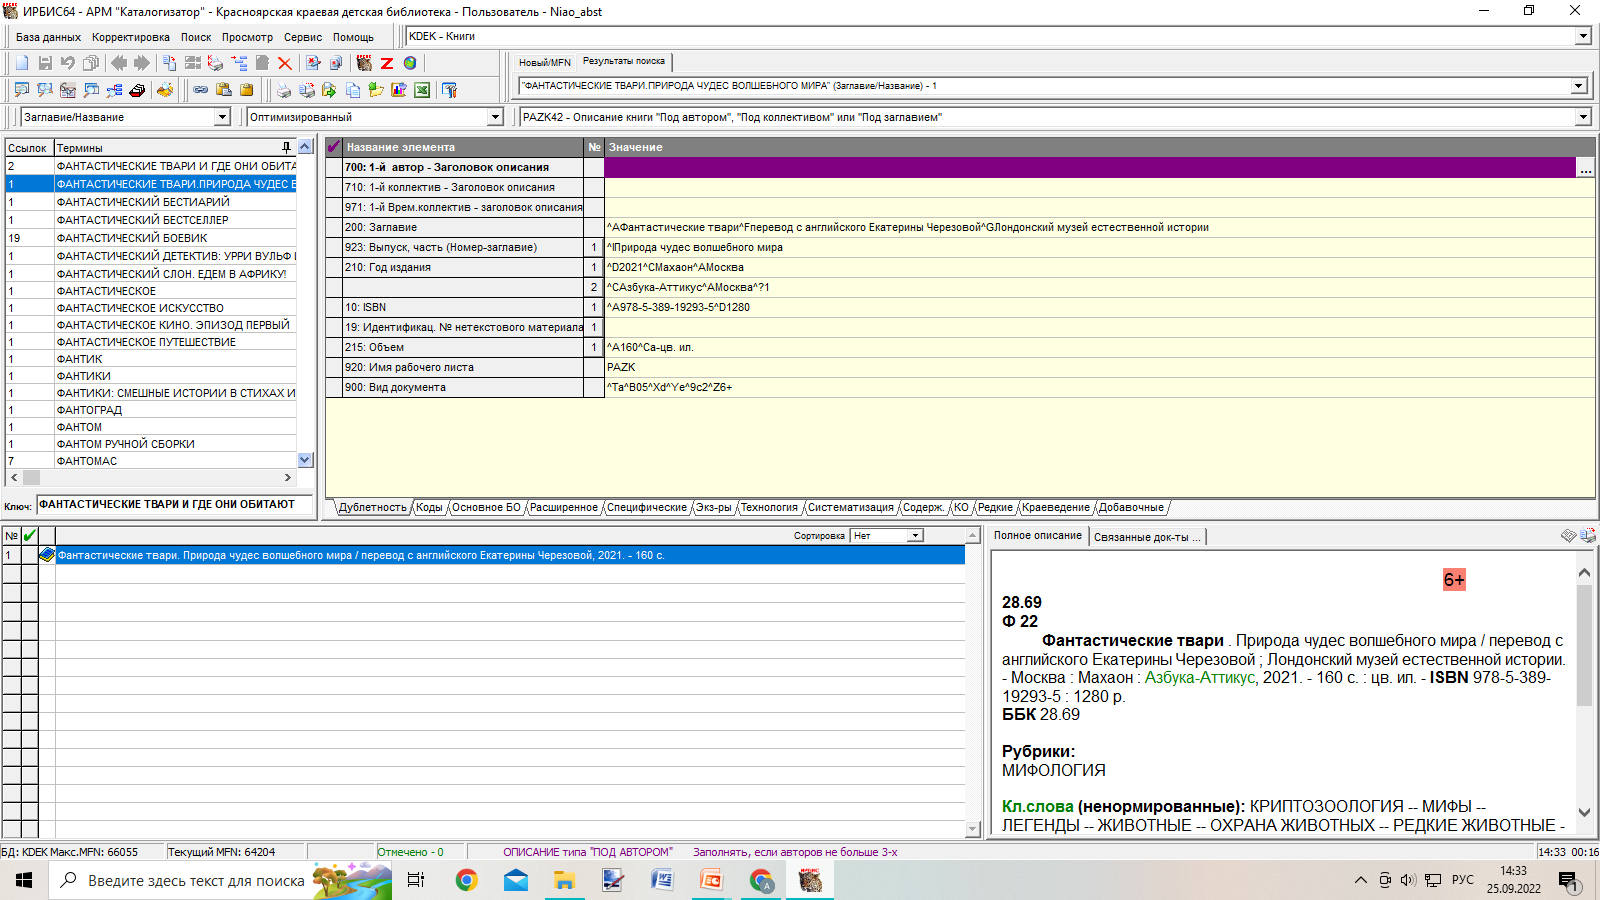 ИРБИС64 - АРМ "Каталогизатор" - Красноярская краевая детская библиотека - Пользователь - Niao_abst
База данных Корректировка Поиск Просмотр Сервис Помощь
KDEK - Книги
Новый/MFN Результаты поиска
"ФАНТАСТИЧЕСКИЕ ТВАРИ.ПРИРОДА ЧУДЕС ВОЛШЕБНОГО МИРА" (Заглавие/Название) - 1
Заглавие/Название
Оптимизированный
PAZK42 - Описание книги "Под автором", "Под коллективом" или "Под заглавием"
Ссылок Термины
2 ФАНТАСТИЧЕСКИЕ ТВАРИ И ГДЕ ОНИ ОБИТА
1 ФАНТАСТИЧЕСКИЕ ТВАРИ.ПРИРОДА ЧУДЕС В
1 ФАНТАСТИЧЕСКИЙ БЕСТИАРИЙ
1 ФАНТАСТИЧЕСКИЙ БЕСТСЕЛЛЕР
19 ФАНТАСТИЧЕСКИЙ БОЕВИК
1 ФАНТАСТИЧЕСКИЙ ДЕТЕКТИВ: УРРИ ВУЛЬФ
1 ФАНТАСТИЧЕСКИЙ СЛОН. ЕДЕМ В АФРИКУ!
1 ФАНТАСТИЧЕСКОЕ
1 ФАНТАСТИЧЕСКОЕ ИСКУССТВО
1 ФАНТАСТИЧЕСКОЕ КИНО. ЭПИЗОД ПЕРВЫЙ
1 ФАНТАСТИЧЕСКОЕ ПУТЕШЕСТВИЕ
1 ФАНТИК
1 ФАНТИКИ
1 ФАНТИКИ: СМЕШНЫЕ ИСТОРИИ В СТИХАХ И
1 ФАНТОГРАД
1 ФАНТОМ
1 ФАНТОМ РУЧНОЙ СБОРКИ
7 ФАНТОМАС
Ключ: ФАНТАСТИЧЕСКИЕ ТВАРИ И ГДЕ ОНИ ОБИТАЮТ
Название элемента № Значение
700: 1-й автор - Заголовок описания ...
710: 1-й коллектив - Заголовок описания
971: 1-й Врем.коллектив - заголовок описания
200: Заглавие ^AФантастические твари^Fперевод с английского Екатерины Черезовой^GЛондонский музей естественной истории
923: Выпуск, часть (Номер-заглавие) 1 ^IПрирода чудес волшебного мира
210: Год издания 1 ^D2021^CМахаон^AМосква
2 ^CАзбука-Аттикус^AМосква^?1
10: ISBN 1 ^A978-5-389-19293-5^D1280
19: Идентификац. № нетекстового материала 1
215: Объем 1 ^A160^Cа-цв. ил.
920: Имя рабочего листа PAZK
900: Вид документа ^Ta^B05^Xd^Ye^9c2^Z6+
Дублетность Коды Основное БО Расширенное Специфические Экз-ры Технология Систематизация Содерж. КО Редкие Краеведение Добавочные
№ Сортировка Нет
1 Фантастические твари. Природа чудес волшебного мира / перевод с английского Екатерины Черезовой, 2021. - 160 с.
Полное описание Связанные док-ты ...
6+
28.69
Ф 22
Фантастические твари . Природа чудес волшебного мира / перевод с
английского Екатерины Черезовой ; Лондонский музей естественной истории.
- Москва : Махаон : Азбука-Аттикус, 2021. - 160 с. : цв. ил. - ISBN 978-5-389-
19293-5 : 1280 р.
ББК 28.69
Рубрики:
МИФОЛОГИЯ
Кл.слова (ненормированные): КРИПТОЗООЛОГИЯ -- МИФЫ --
ЛЕГЕНДЫ -- ЖИВОТНЫЕ -- ОХРАНА ЖИВОТНЫХ -- РЕДКИЕ ЖИВОТНЫЕ -
БД: KDEK Макс.MFN: 66055 Текущий MFN: 64204 Отмечено - 0 ОПИСАНИЕ типа "ПОД АВТОРОМ" Заполнять, если авторов не больше 3-х 14:33 00:16
Введите здесь текст для поиска
РУС
14:33
25.09.2022
1